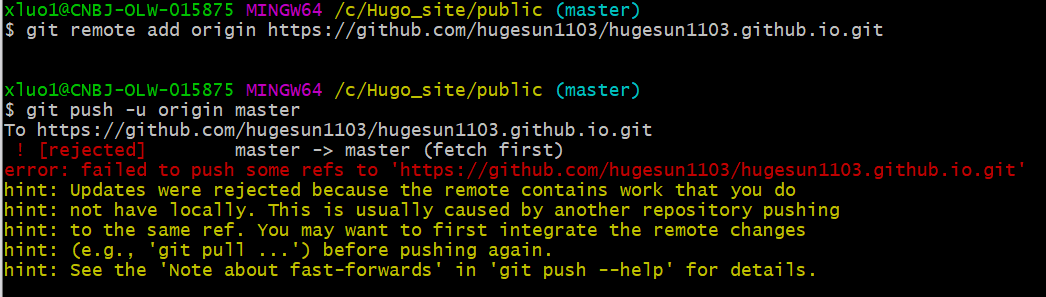 xluo1@CNBJ-OLW-015875 MINGW64 /c/Hugo_site/public (master)
$ git remote add origin https://github.com/hugesun1103/hugesun1103.github.io.git
xluo1@CNBJ-OLW-015875 MINGW64 /c/Hugo_site/public (master)
$ git push -u origin master
To https://github.com/hugesun1103/hugesun1103.github.io.git
! [rejected] master -> master (fetch first)
error: failed to push some refs to 'https://github.com/hugesun1103/hugesun1103.github.io.git'
hint: Updates were rejected because the remote contains work that you do
hint: not have locally. This is usually caused by another repository pushing
hint: to the same ref. You may want to first integrate the remote changes
hint: (e.g., 'git pull ...') before pushing again.
hint: See the 'Note about fast-forwards' in 'git push --help' for details.